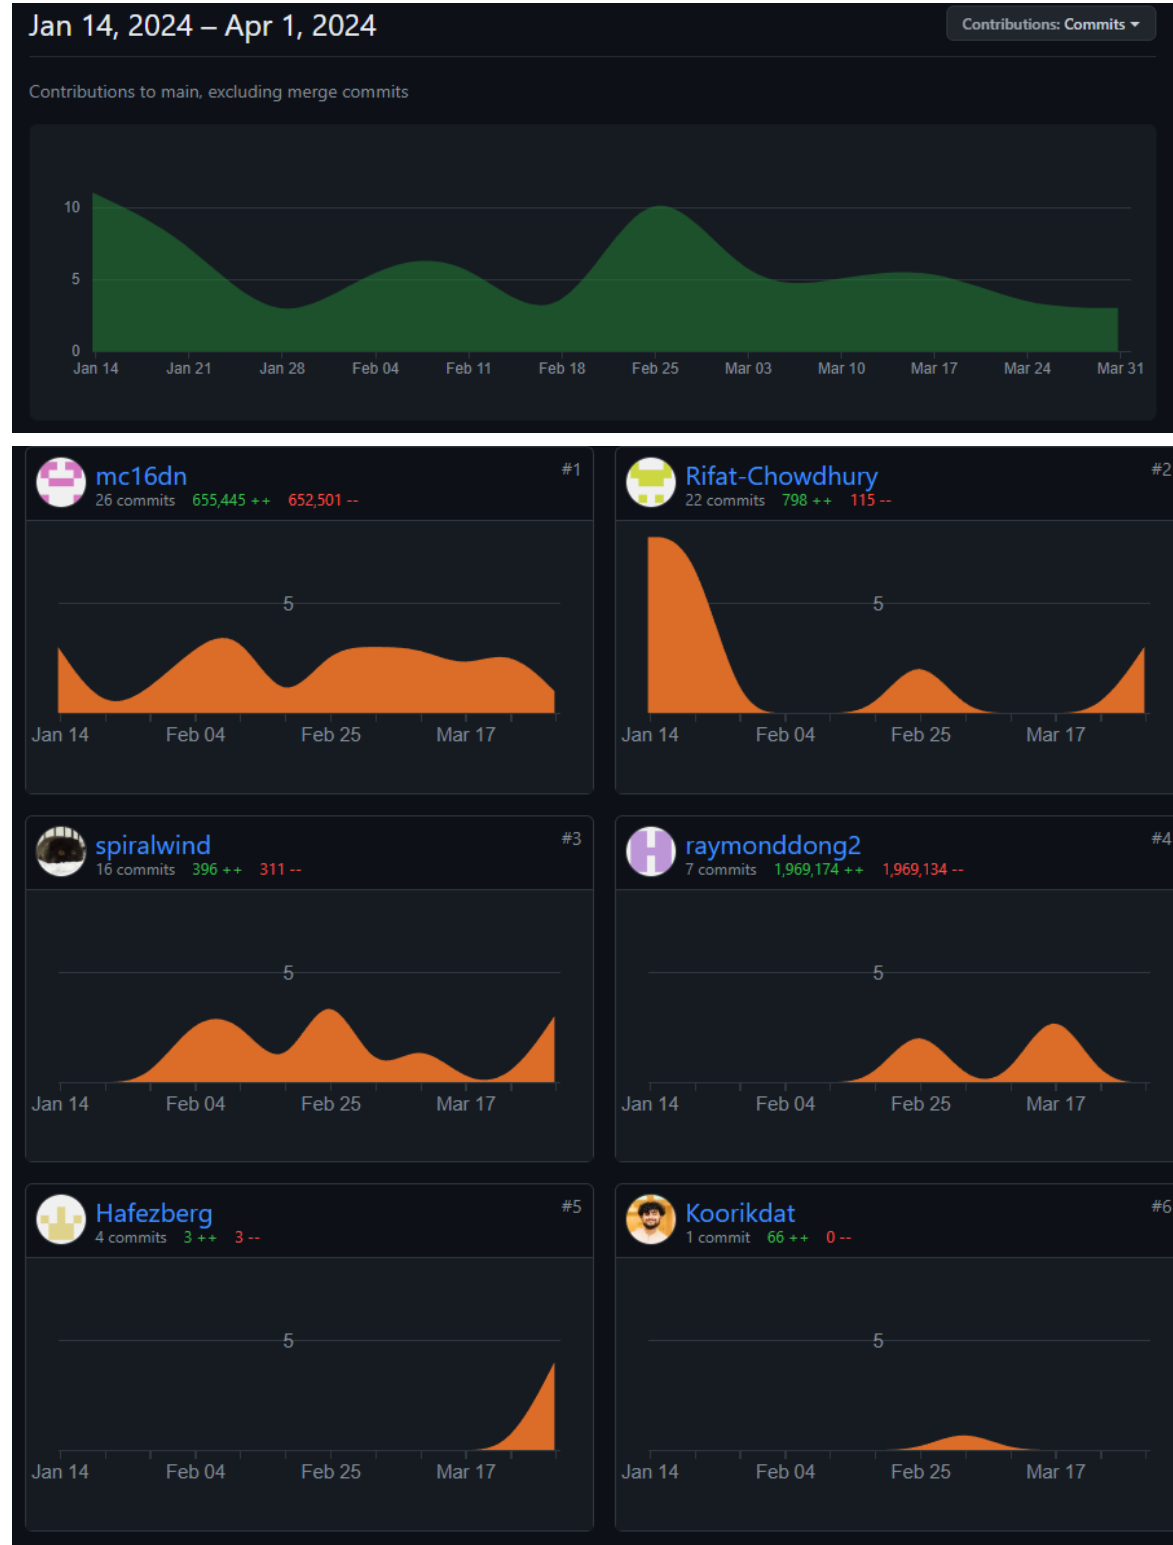 Jan 14, 2024 – Apr 1, 2024
Contributions: Commits
Contributions to main, excluding merge commits
10
5
0
Jan 14 Jan 21 Jan 28 Feb 04 Feb 11 Feb 18 Feb 25 Mar 03 Mar 10 Mar 17 Mar 24 Mar 31
mc16dn #1
26 commits 655,445 ++ 652,501 --
5
Jan 14 Feb 04 Feb 25 Mar 17
Rifat-Chowdhury #2
22 commits 798 ++ 115 --
5
Jan 14 Feb 04 Feb 25 Mar 17
spiralwind #3
16 commits 396 ++ 311 --
5
Jan 14 Feb 04 Feb 25 Mar 17
raymonddong2 #4
7 commits 1,969,174 ++ 1,969,134 --
5
Jan 14 Feb 04 Feb 25 Mar 17
Hafezberg #5
4 commits 3 ++ 3 --
5
Jan 14 Feb 04 Feb 25 Mar 17
Koorikdat #6
1 commit 66 ++ 0 --
5
Jan 14 Feb 04 Feb 25 Mar 17